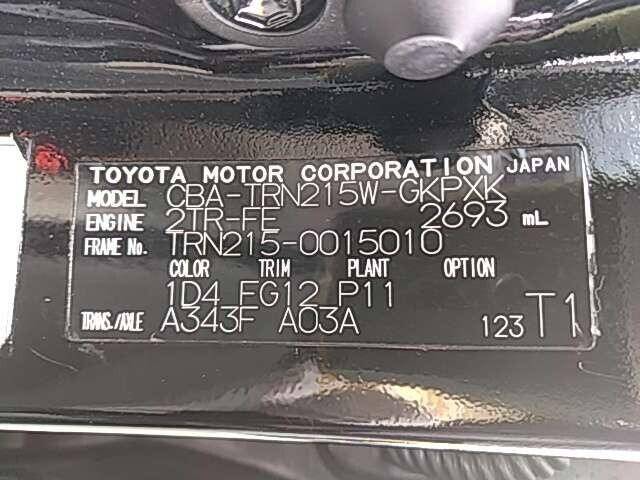 TOYOTA MOTOR CORPORATION JAPAN
MODEL CBA-TRN215W-GKPXK
ENGINE 2TR-FE 2693 mL
FRAME No. TRN215-0015010
COLOR TRIM PLANT OPTION
1D4 FG12 P11
TRANS./AXLE A343F A03A 123 T1